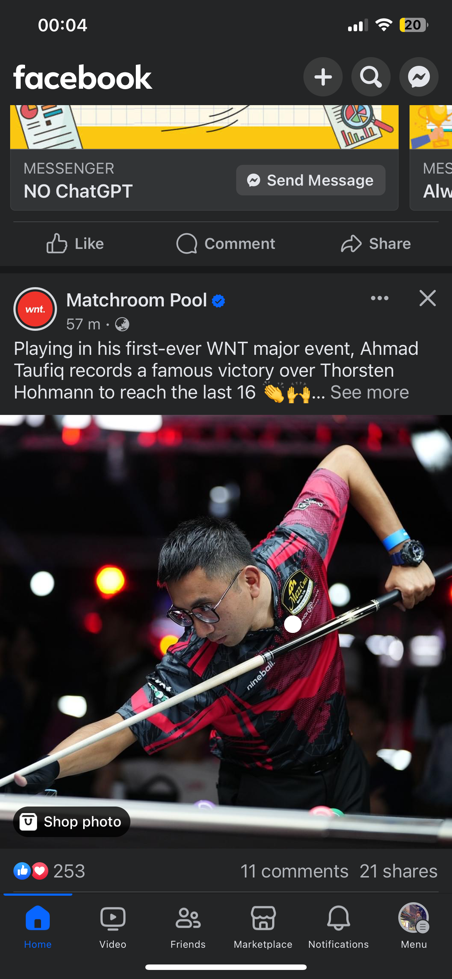 00:04
20
facebook
MESSENGER
NO ChatGPT
Send Message
MES
Alw
Like
Comment
Share
wnt.
Matchroom Pool
57 m ·
Playing in his first-ever WNT major event, Ahmad
Taufiq records a famous victory over Thorsten
Hohmann to reach the last 16 👏🙌... See more
nineball.
Shop photo
253
11 comments 21 shares
Home
Video
Friends
Marketplace
Notifications
Menu